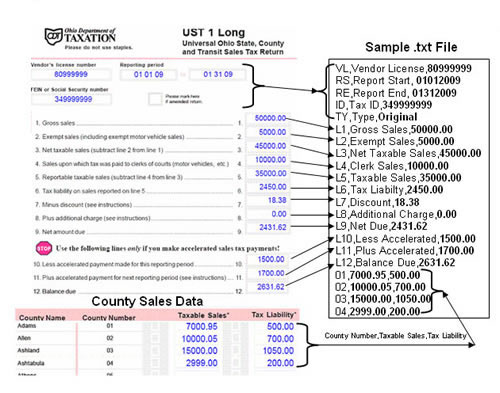 Ohio Department of
TAXATION
Please do not use staples.
UST 1 Long
Universal Ohio State, County
and Transit Sales Tax Return
Vendor's license number
Reporting period
80999999
01 01 09 to 01 31 09
FEIN or Social Security number
349999999
Please mark here
if amended return.
1. Gross sales 1. 50000.00
2. Exempt sales (including exempt motor vehicle sales) 2. 5000.00
3. Net taxable sales (subtract line 2 from line 1) 3. 45000.00
4. Sales upon which tax was paid to clerks of courts (motor vehicles, etc.) 4. 10000.00
5. Reportable taxable sales (subtract line 4 from line 3) 5. 35000.00
6. Tax liability on sales reported on line 5 6. 2450.00
7. Minus discount (see instructions) 7. 18.38
8. Plus additional charge (see instructions) 8. 0.00
9. Net amount due 9. 2431.62
STOP Use the following lines only if you make accelerated sales tax payments!
10. Less accelerated payment made for this reporting period 10. 1500.00
11. Plus accelerated payment for next reporting period (see instructions) 11. 1700.00
12. Balance due 12. 2631.62
County Sales Data
County Name County Number Taxable Sales* Tax Liability*
Adams 01 7000.95 500.00
Allen 02 10000.05 700.00
Ashland 03 15000.00 1050.00
Ashtabula 04 2999.00 200.00
Sample .txt File
VL,Vendor License,80999999
RS,Report Start, 01012009
RE,Report End, 01312009
ID,Tax ID,349999999
TY,Type,Original
L1,Gross Sales,50000.00
L2,Exempt Sales,5000.00
L3,Net Taxable Sales,45000.00
L4,Clerk Sales,10000.00
L5,Taxable Sales,35000.00
L6,Tax Liabilty,2450.00
L7,Discount,18.38
L8,Additional Charge,0.00
L9,Net Due,2431.62
L10,Less Accelerated,1500.00
L11,Plus Accelerated,1700.00
L12,Balance Due,2631.62
01,7000.95,500.00
02,10000.05,700.00
03,15000.00,1050.00
04,2999.00,200.00
County Number,Taxable Sales,Tax Liability